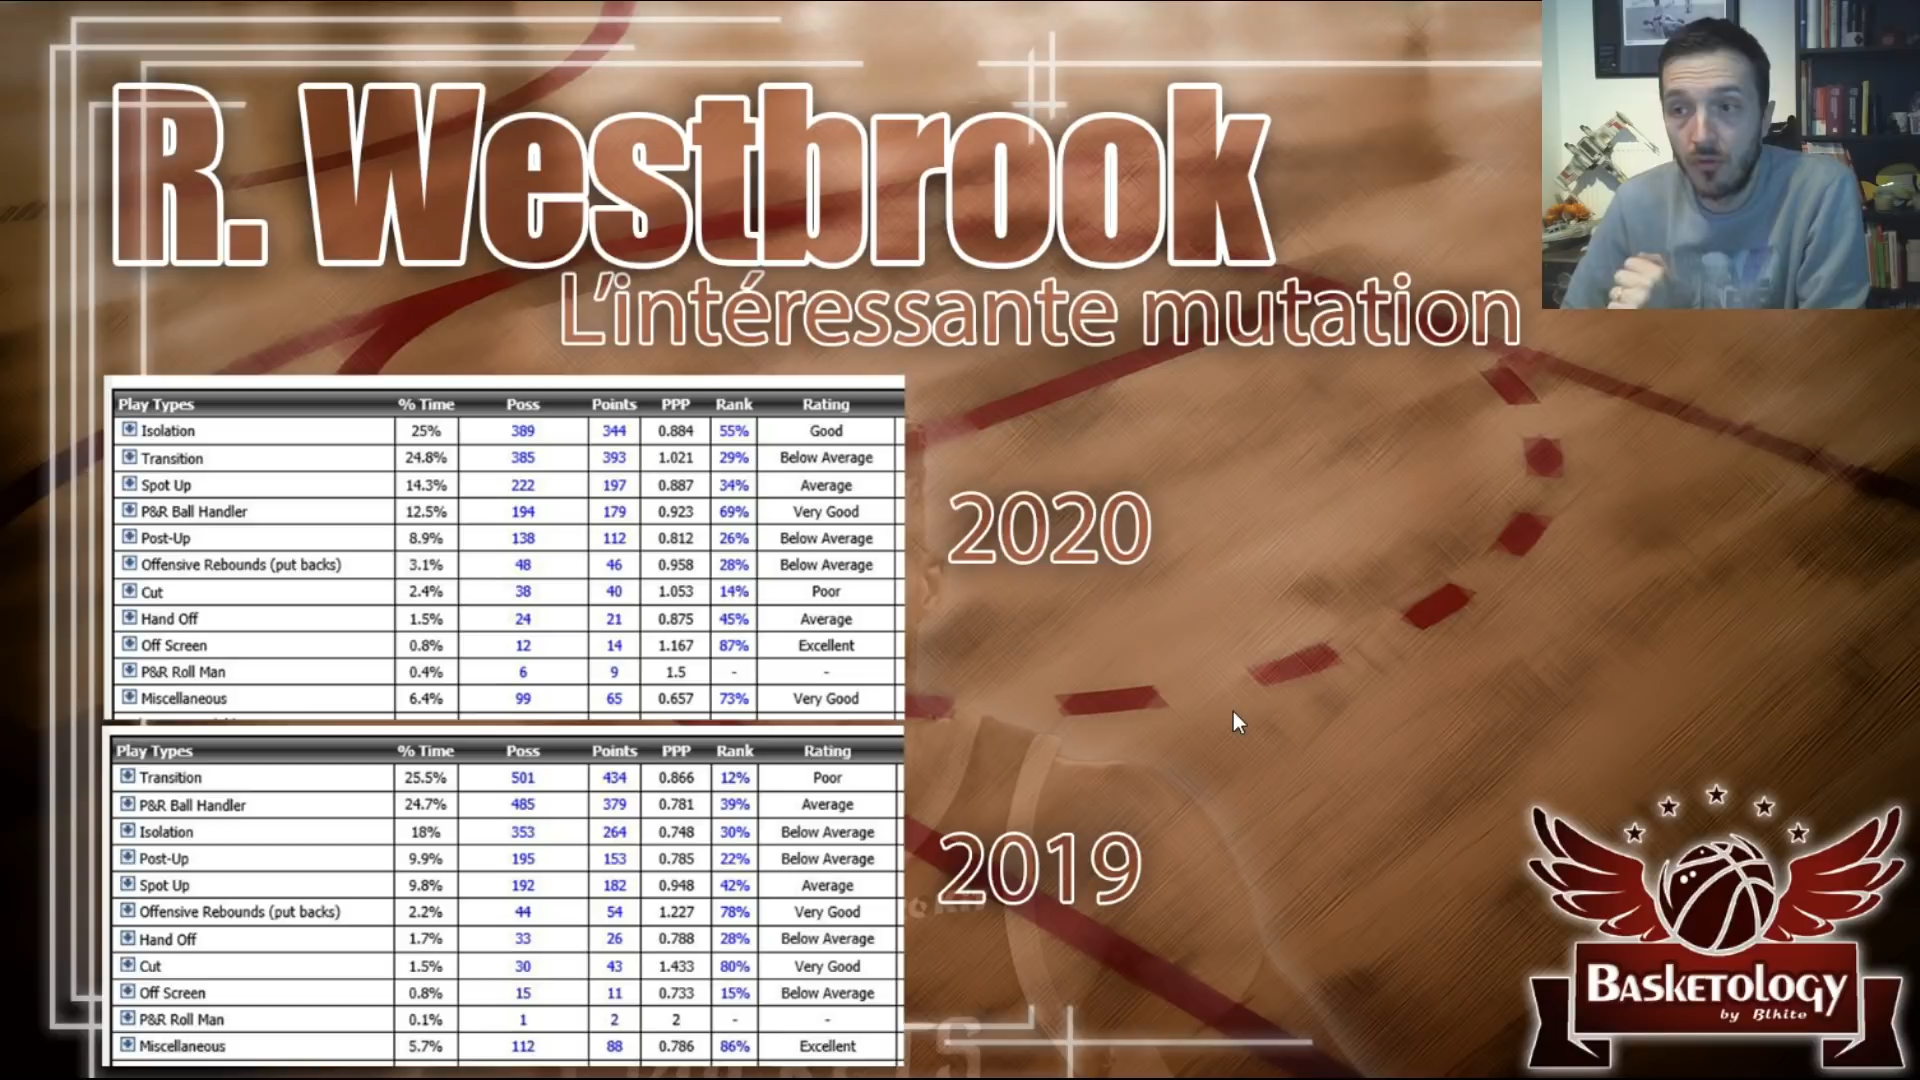 R. Westbrook
L'intéressante mutation
Play Types % Time Poss Points PPP Rank Rating
Isolation 25% 389 344 0.884 55% Good
Transition 24.8% 385 393 1.021 29% Below Average
Spot Up 14.3% 222 197 0.887 34% Average
P&R Ball Handler 12.5% 194 179 0.923 69% Very Good
Post-Up 8.9% 138 112 0.812 26% Below Average
Offensive Rebounds (put backs) 3.1% 48 46 0.958 28% Below Average
Cut 2.4% 38 40 1.053 14% Poor
Hand Off 1.5% 24 21 0.875 45% Average
Off Screen 0.8% 12 14 1.167 87% Excellent
P&R Roll Man 0.4% 6 9 1.5 - -
Miscellaneous 6.4% 99 65 0.657 73% Very Good
2020
Play Types % Time Poss Points PPP Rank Rating
Transition 25.5% 501 434 0.866 12% Poor
P&R Ball Handler 24.7% 485 379 0.781 39% Average
Isolation 18% 353 264 0.748 30% Below Average
Post-Up 9.9% 195 153 0.785 22% Below Average
Spot Up 9.8% 192 182 0.948 42% Average
Offensive Rebounds (put backs) 2.2% 44 54 1.227 78% Very Good
Hand Off 1.7% 33 26 0.788 28% Below Average
Cut 1.5% 30 43 1.433 80% Very Good
Off Screen 0.8% 15 11 0.733 15% Below Average
P&R Roll Man 0.1% 1 2 2 - -
Miscellaneous 5.7% 112 88 0.786 86% Excellent
2019
Basketology
by Blhite